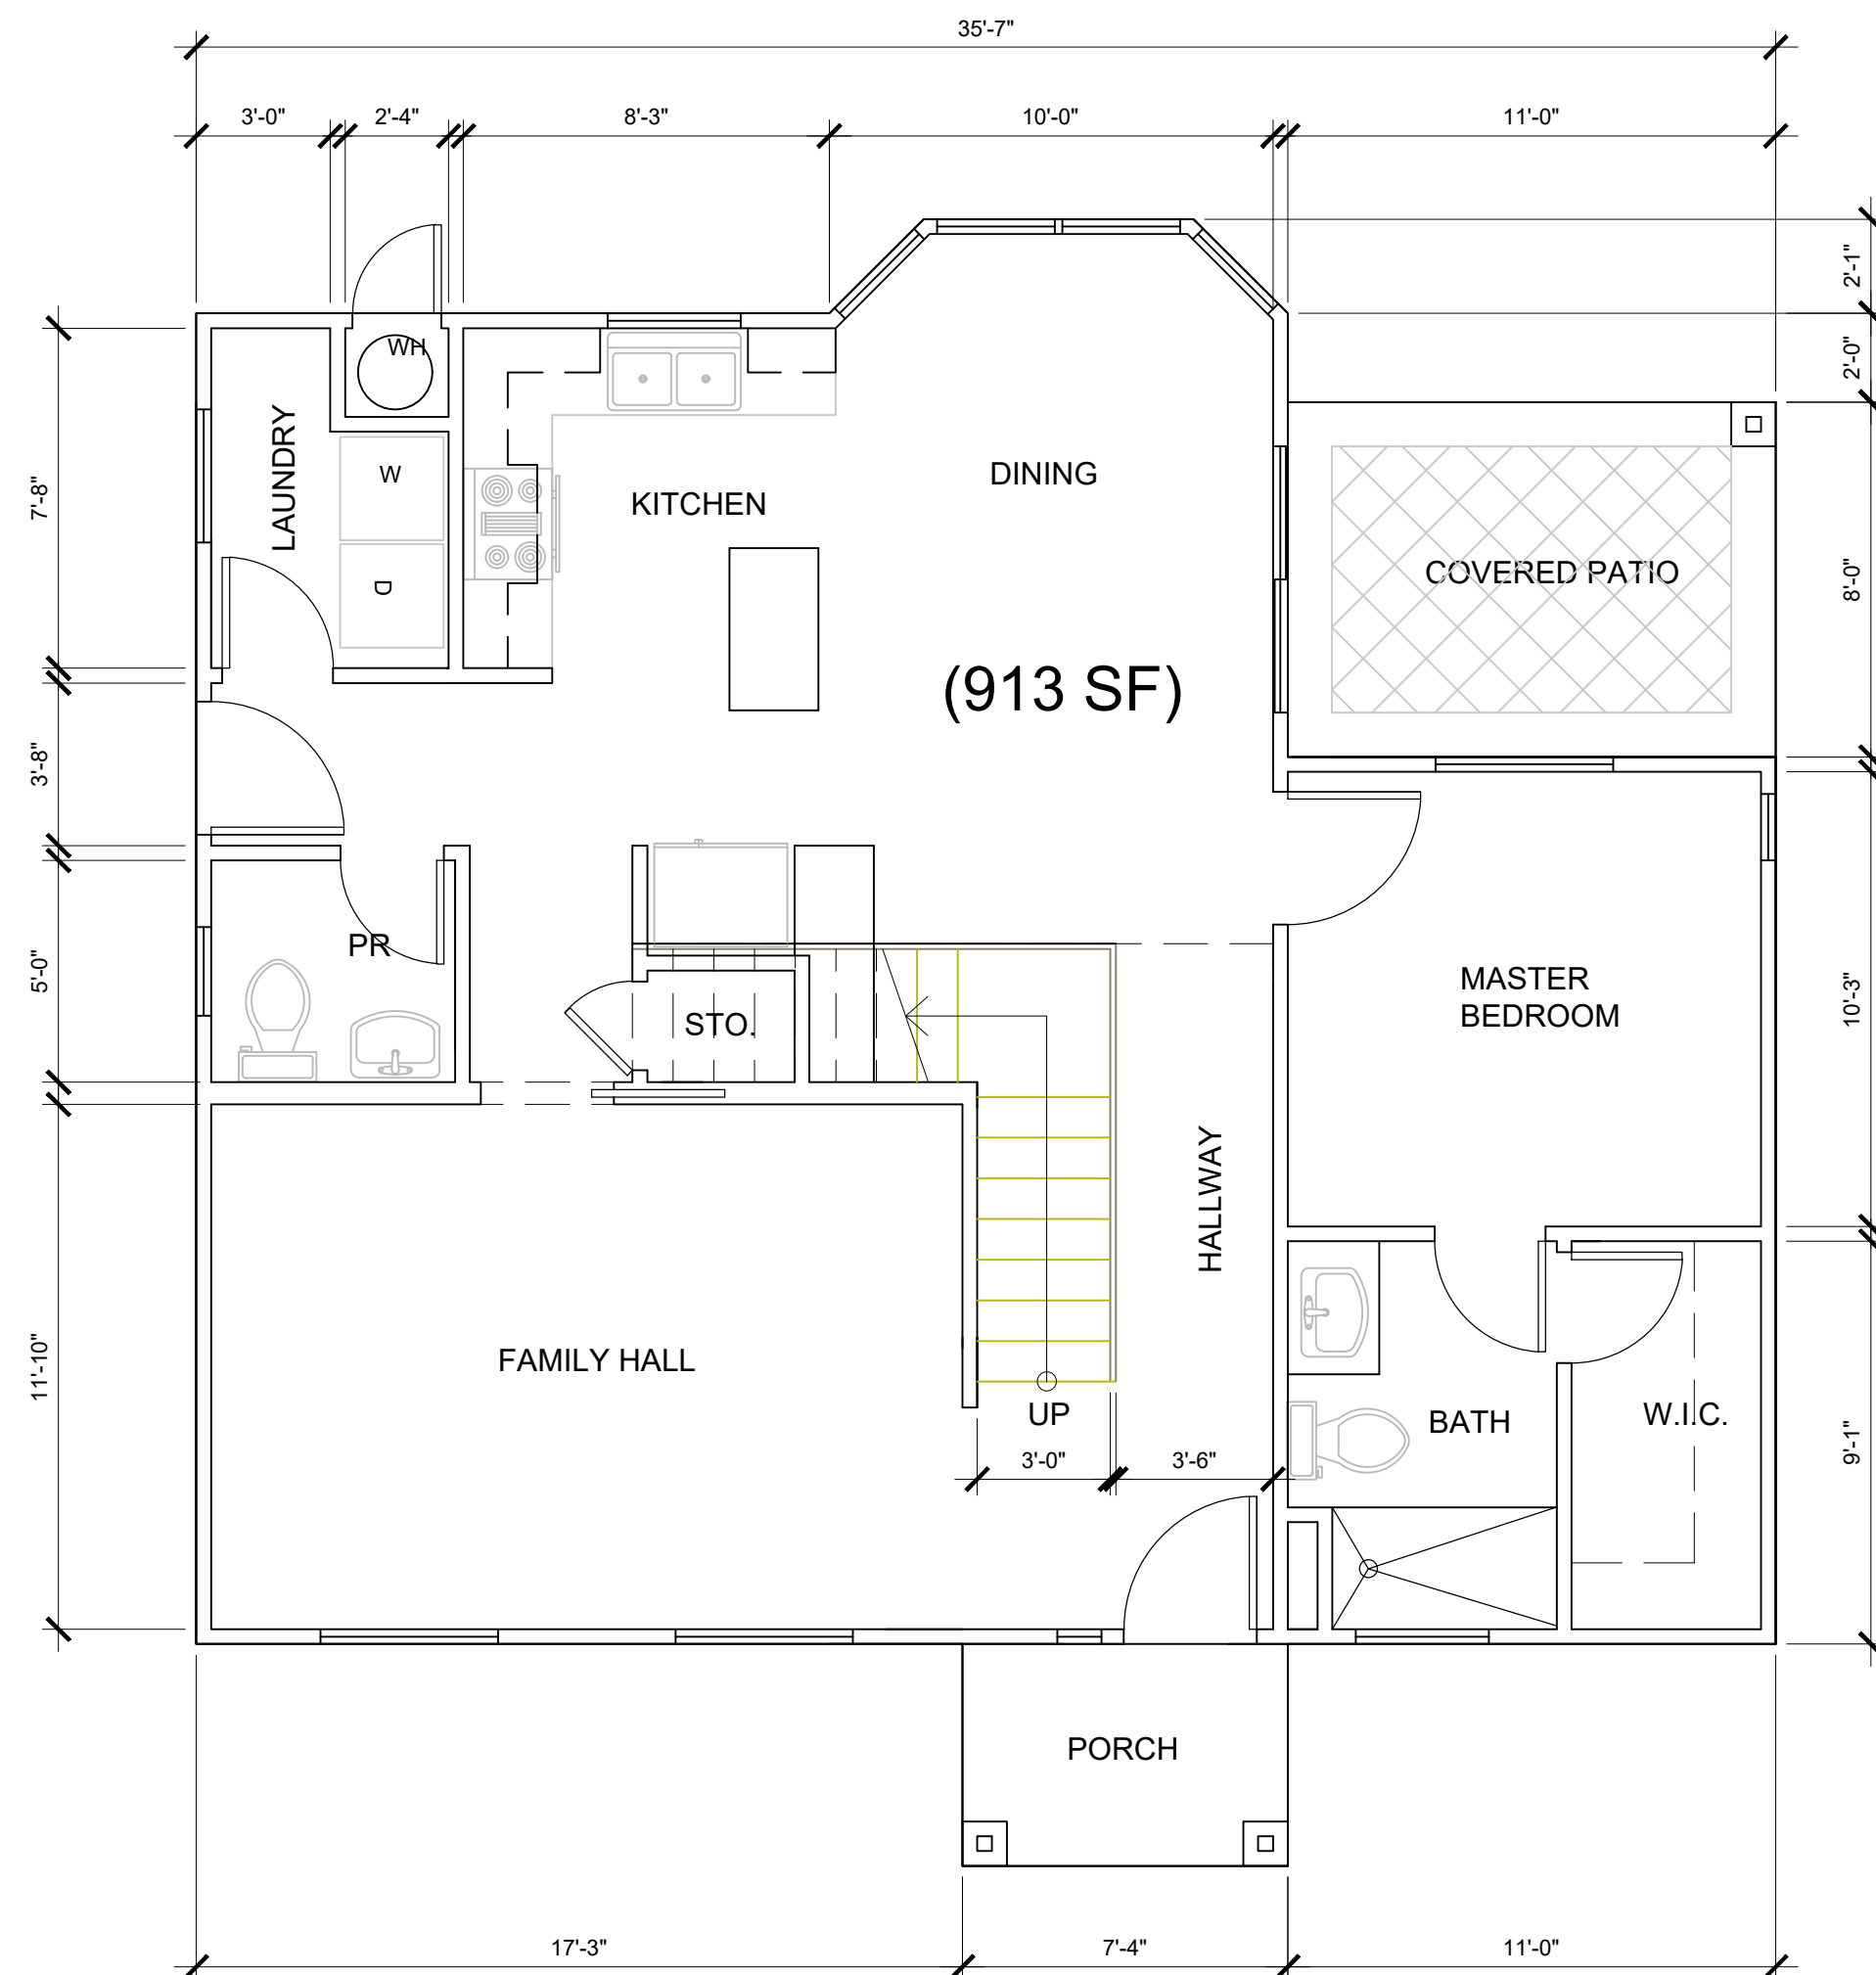 35'-7"
3'-0"
2'-4"
8'-3"
10'-0"
11'-0"
2'-1"
2'-0"
WH
LAUNDRY
W
D
KITCHEN
DINING
COVERED PATIO
7'-8"
8'-0"
(913 SF)
3'-8"
PR
5'-0"
STO.
MASTER
BEDROOM
10'-3"
HALLWAY
FAMILY HALL
11'-10"
UP
3'-0"
3'-6"
BATH
W.I.C.
9'-1"
PORCH
17'-3"
7'-4"
11'-0"